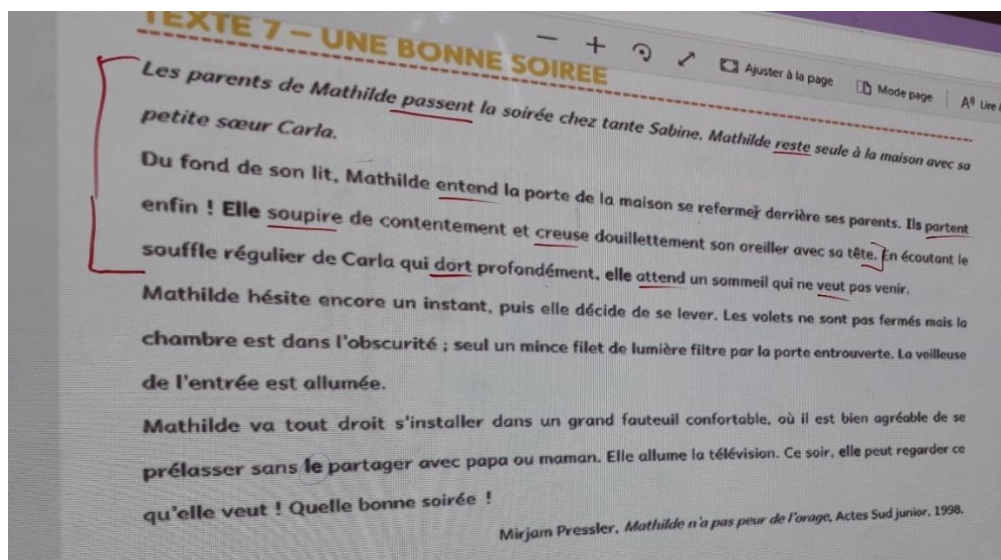 TEXTE 7 – UNE BONNE SOIREE
Ajuster à la page
Mode page
Lire
Les parents de Mathilde passent la soirée chez tante Sabine. Mathilde reste seule à la maison avec sa
petite sœur Carla.
Du fond de son lit, Mathilde entend la porte de la maison se refermer derrière ses parents. Ils partent
enfin ! Elle soupire de contentement et creuse douillettement son oreiller avec sa tête. En écoutant le
souffle régulier de Carla qui dort profondément, elle attend un sommeil qui ne veut pas venir.
Mathilde hésite encore un instant, puis elle décide de se lever. Les volets ne sont pas fermés mais la
chambre est dans l'obscurité ; seul un mince filet de lumière filtre par la porte entrouverte. La veilleuse
de l'entrée est allumée.
Mathilde va tout droit s'installer dans un grand fauteuil confortable, où il est bien agréable de se
prélasser sans le partager avec papa ou maman. Elle allume la télévision. Ce soir, elle peut regarder ce
qu'elle veut ! Quelle bonne soirée !
Mirjam Pressler, Mathilde n'a pas peur de l'orage, Actes Sud junior, 1998.